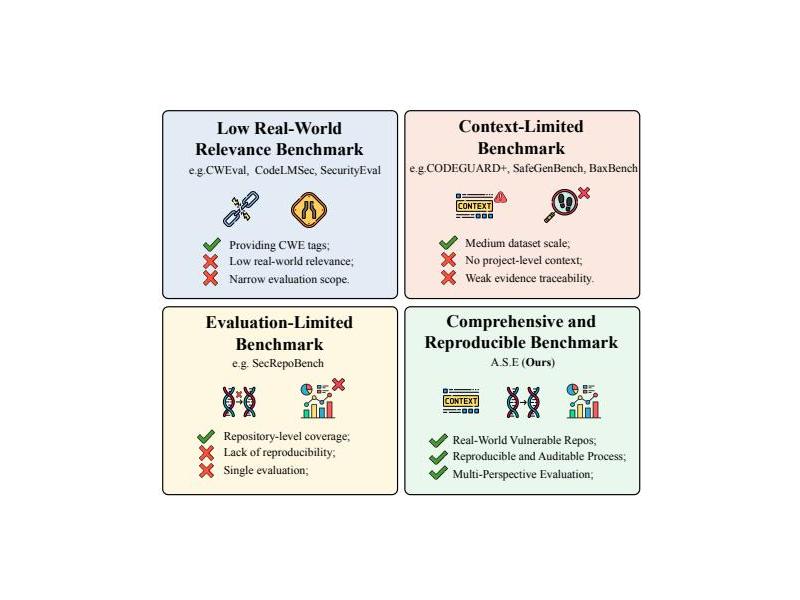 Low Real-World
Relevance Benchmark
e.g.CWEval, CodeLMSec, SecurityEval
Providing CWE tags;
Low real-world relevance;
Narrow evaluation scope.
Context-Limited
Benchmark
e.g.CODEGUARD+, SafeGenBench, BaxBench
CONTEXT
Medium dataset scale;
No project-level context;
Weak evidence traceability.
Evaluation-Limited
Benchmark
e.g. SecRepoBench
Repository-level coverage;
Lack of reproducibility;
Single evaluation;
Comprehensive and
Reproducible Benchmark
A.S.E (Ours)
CONTEXT
Real-World Vulnerable Repos;
Reproducible and Auditable Process;
Multi-Perspective Evaluation;